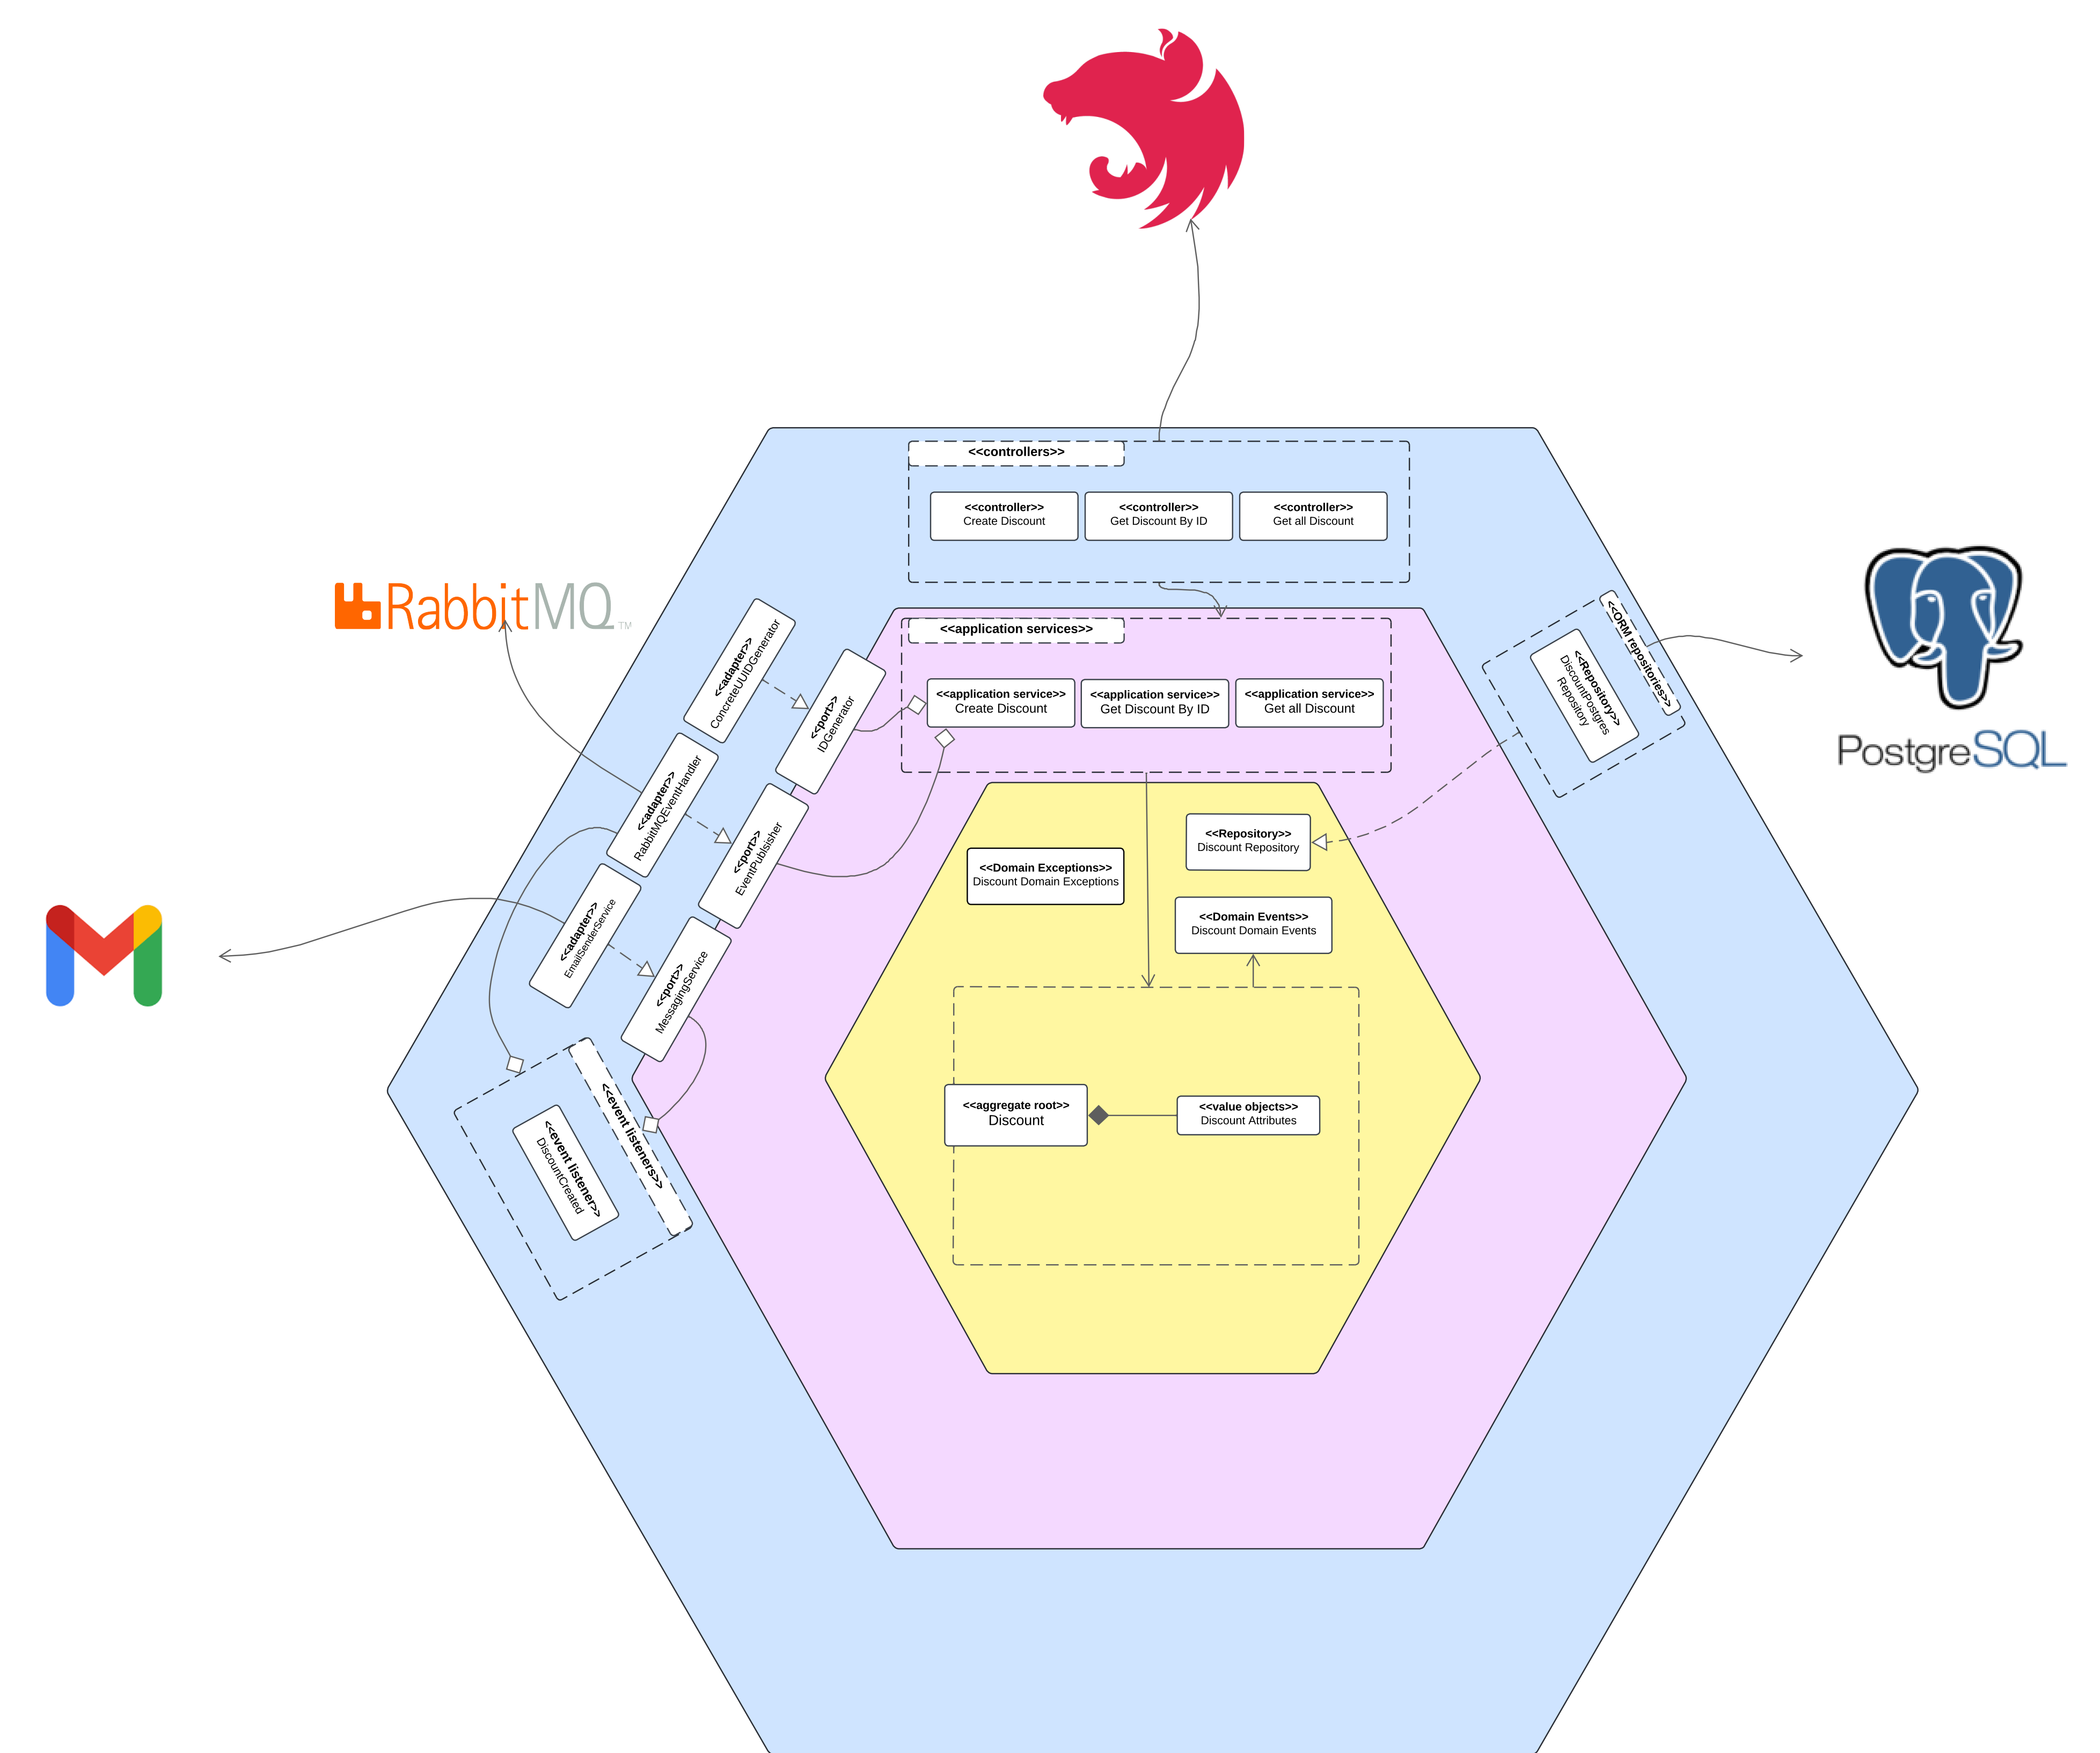 <<controllers>>
<<controller>>
Create Discount
<<controller>>
Get Discount By ID
<<controller>>
Get all Discount
RabbitMQ™
<<adapter>>
ConcreteUUIDGenerator
<<port>>
IDGenerator
<<application services>>
<<application service>>
Create Discount
<<application service>>
Get Discount By ID
<<application service>>
Get all Discount
<<ORM repositories>>
<<Repository>>
DiscountPostgres
Repository
PostgreSQL
<<adapter>>
RabbitMQEventHandler
<<port>>
EventPublsisher
<<Repository>>
Discount Repository
<<Domain Exceptions>>
Discount Domain Exceptions
<<Domain Events>>
Discount Domain Events
<<adapter>>
EmailSenderService
<<port>>
MessagingService
<<event listeners>>
<<event listener>>
DiscountCreated
<<aggregate root>>
Discount
<<value objects>>
Discount Attributes